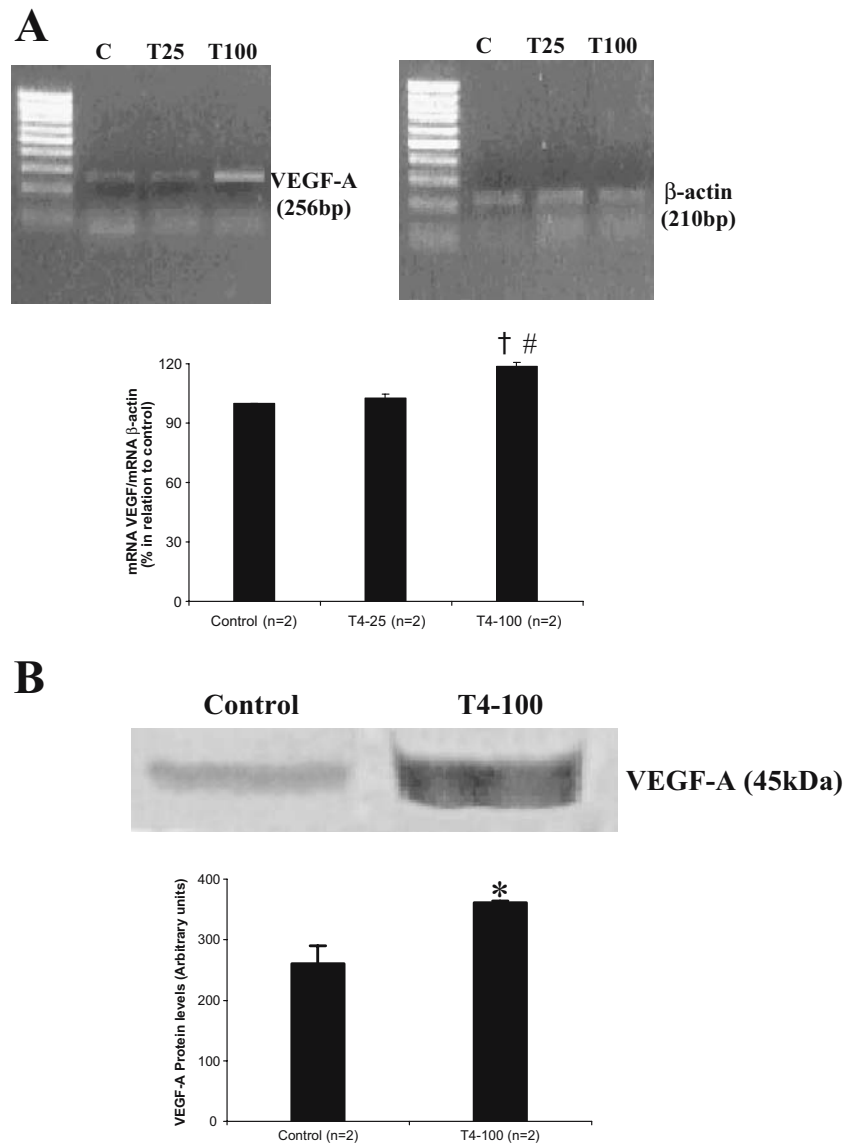 A
C T25 T100
VEGF-A
(256bp)
C T25 T100
β-actin
(210bp)
mRNA VEGF/mRNA β-actin
(% in relation to control)
120
90
60
30
0
† #
Control (n=2) T4-25 (n=2) T4-100 (n=2)
B
Control T4-100
VEGF-A (45kDa)
VEGF-A Protein levels (Arbitrary units)
400
300
200
100
0
*
Control (n=2) T4-100 (n=2)